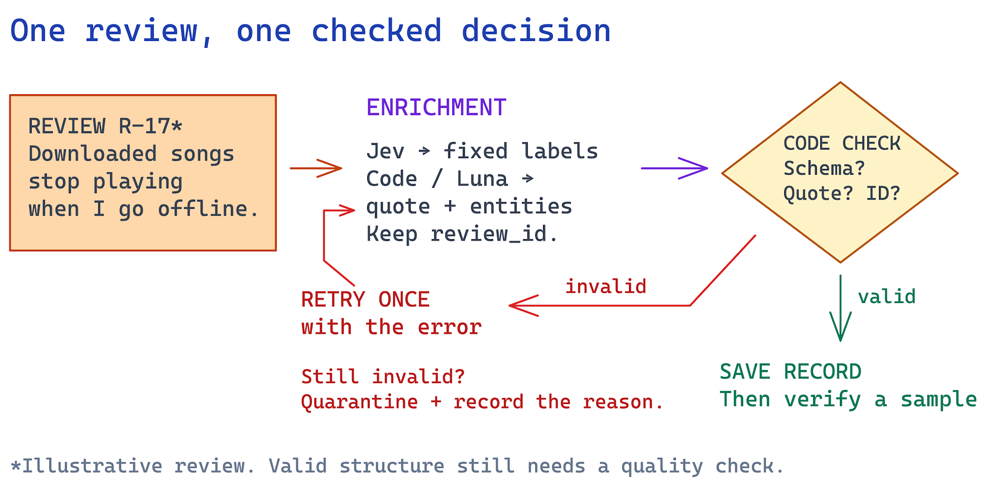 One review, one checked decision
REVIEW R-17*
Downloaded songs
stop playing
when I go offline.
ENRICHMENT
Jev → fixed labels
Code / Luna →
quote + entities
Keep review_id.
CODE CHECK
Schema?
Quote? ID?
invalid
valid
RETRY ONCE
with the error
Still invalid?
Quarantine + record the reason.
SAVE RECORD
Then verify a sample
*Illustrative review. Valid structure still needs a quality check.